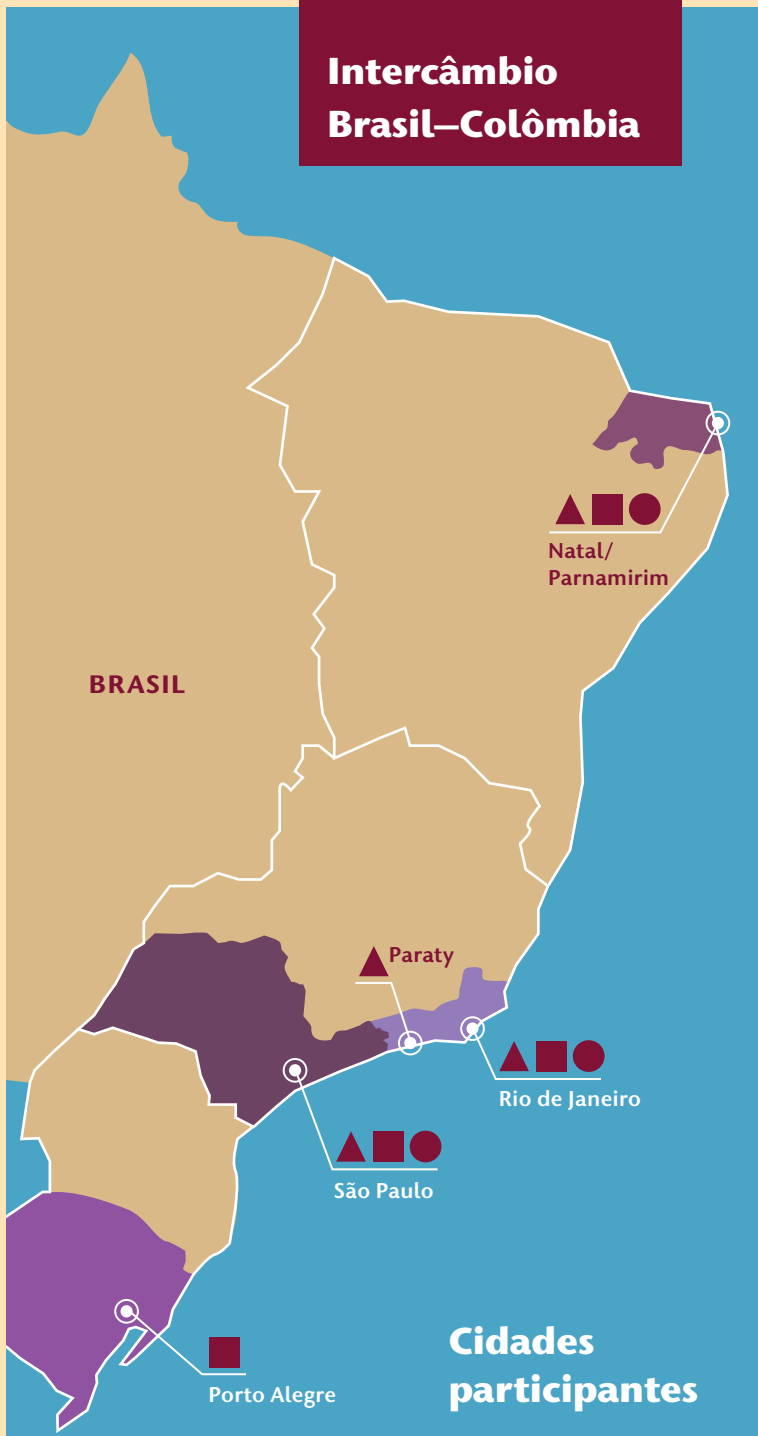 Intercâmbio
Brasil—Colômbia
Natal/
Parnamirim
BRASIL
Paraty
Rio de Janeiro
São Paulo
Cidades
participantes
Porto Alegre